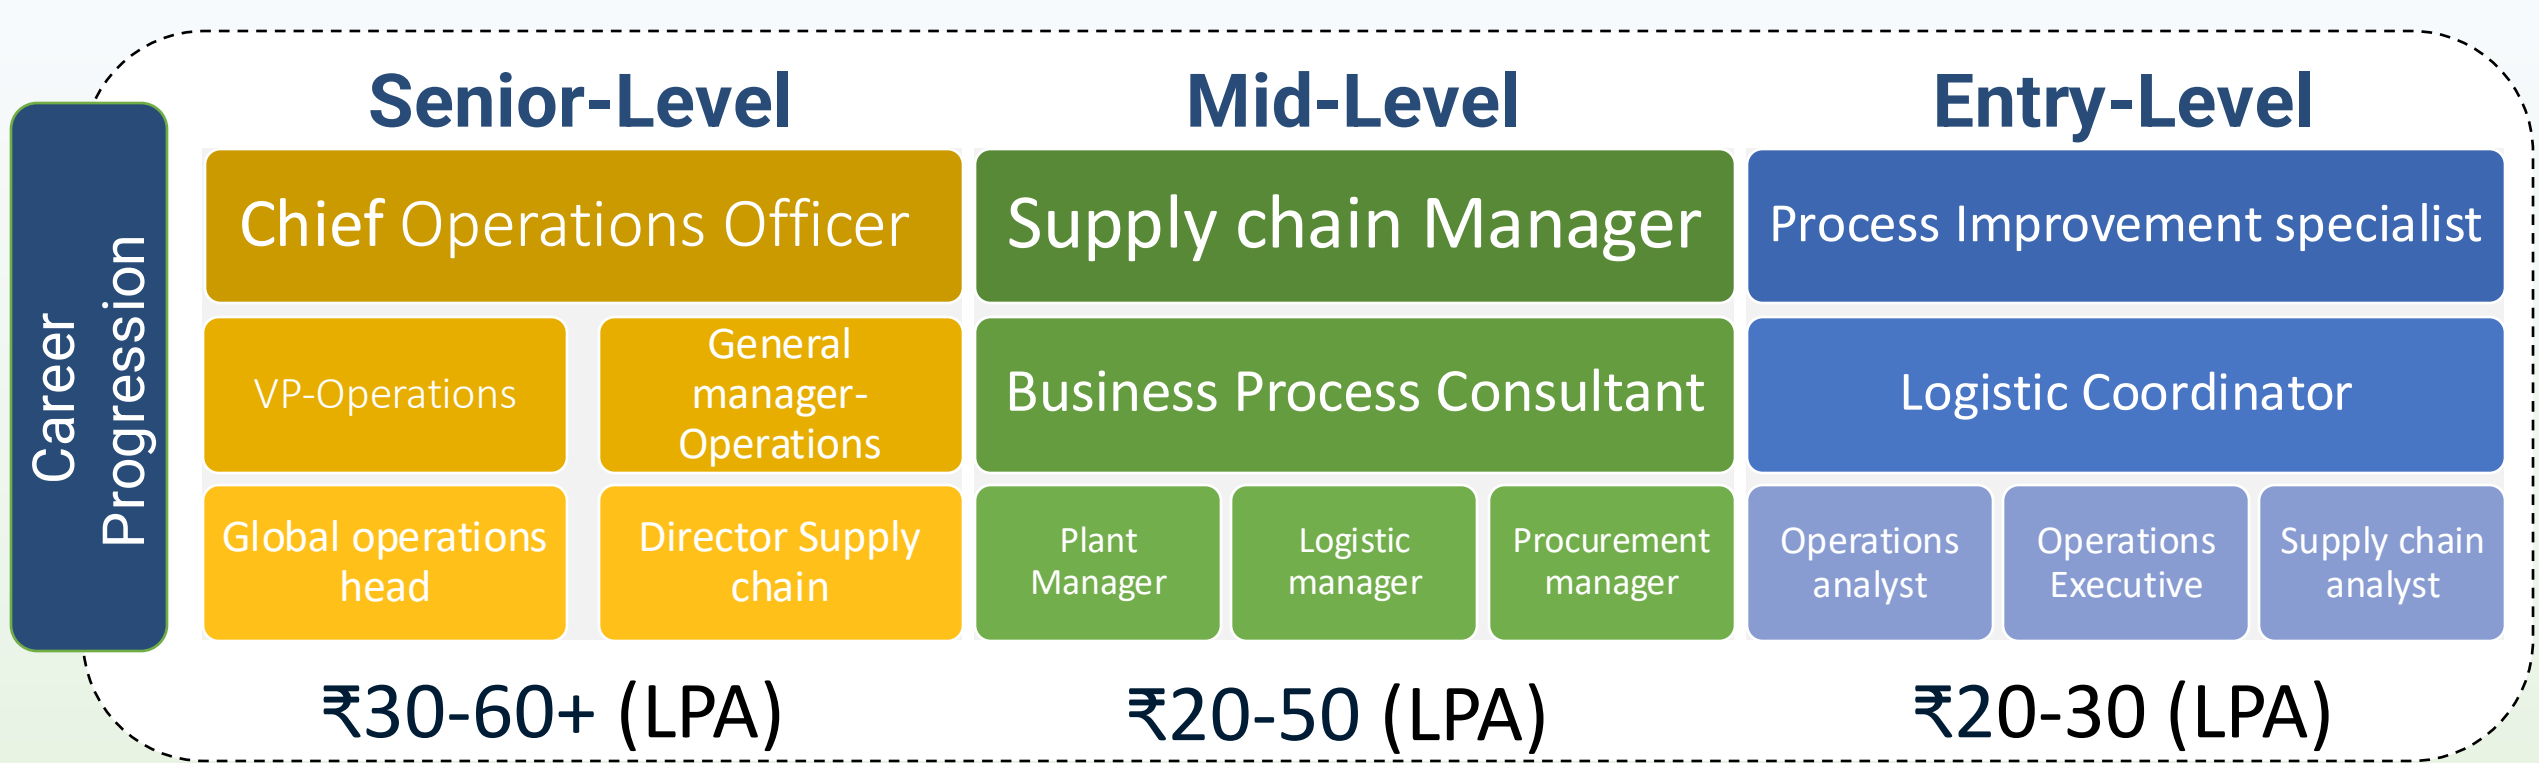 Career
Progression
Senior-Level
Chief Operations Officer
VP-Operations
General
manager-
Operations
Global operations
head
Director Supply
chain
₹30-60+ (LPA)
Mid-Level
Supply chain Manager
Business Process Consultant
Plant
Manager
Logistic
manager
Procurement
manager
₹20-50 (LPA)
Entry-Level
Process Improvement specialist
Logistic Coordinator
Operations
analyst
Operations
Executive
Supply chain
analyst
₹20-30 (LPA)